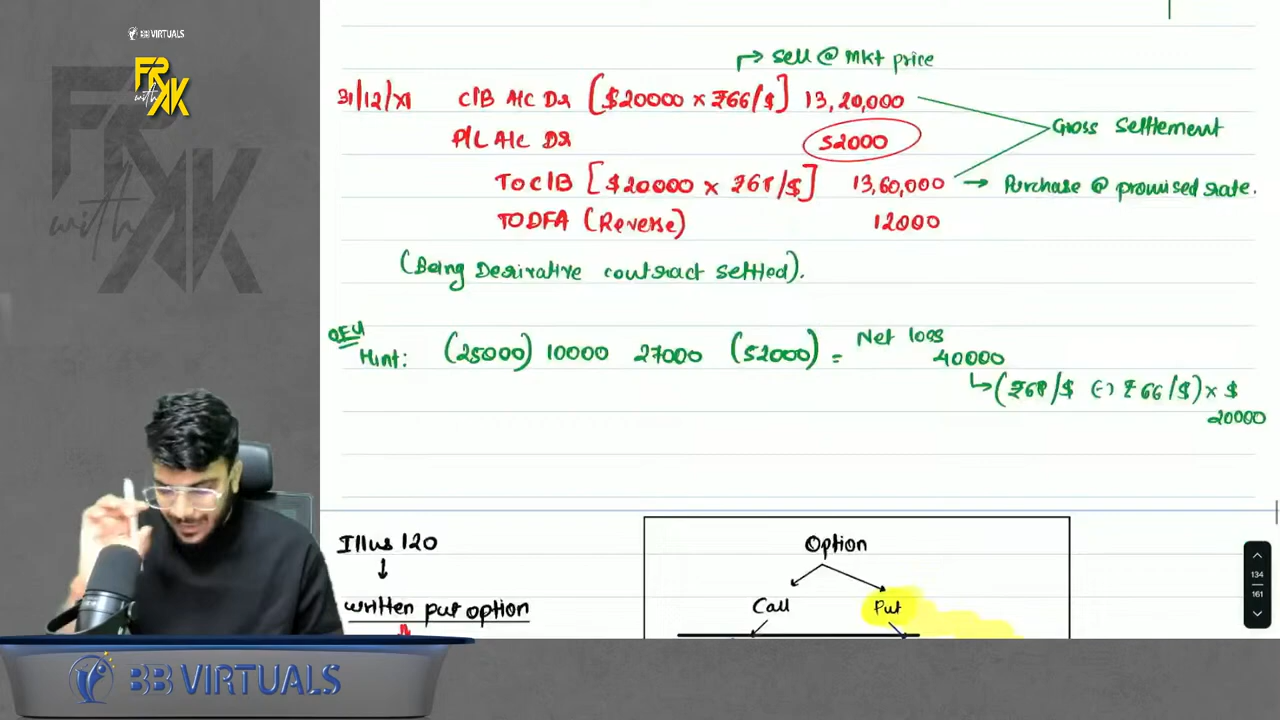 BB VIRTUALS
FR
with AK
FR
with AK
→ Sell @ Mkt price
31/12/X1 C/B A/c Dr [$20000 x ₹66/$] 13,20,000
P/L A/c Dr 52000
Gross Settlement
To C/B [$20000 x ₹68/$] 13,60,000 → Purchase @ promised rate.
TO DFA (Reverse) 12000
(Being Derivative contract settled).
Hint: (25000) 10000 27000 (52000) = Net loss
40000
↳ (₹68/$ (-) ₹66/$) x $
20000
Illus 120
↓
written put option
Option
Call Put
134
161
BB VIRTUALS